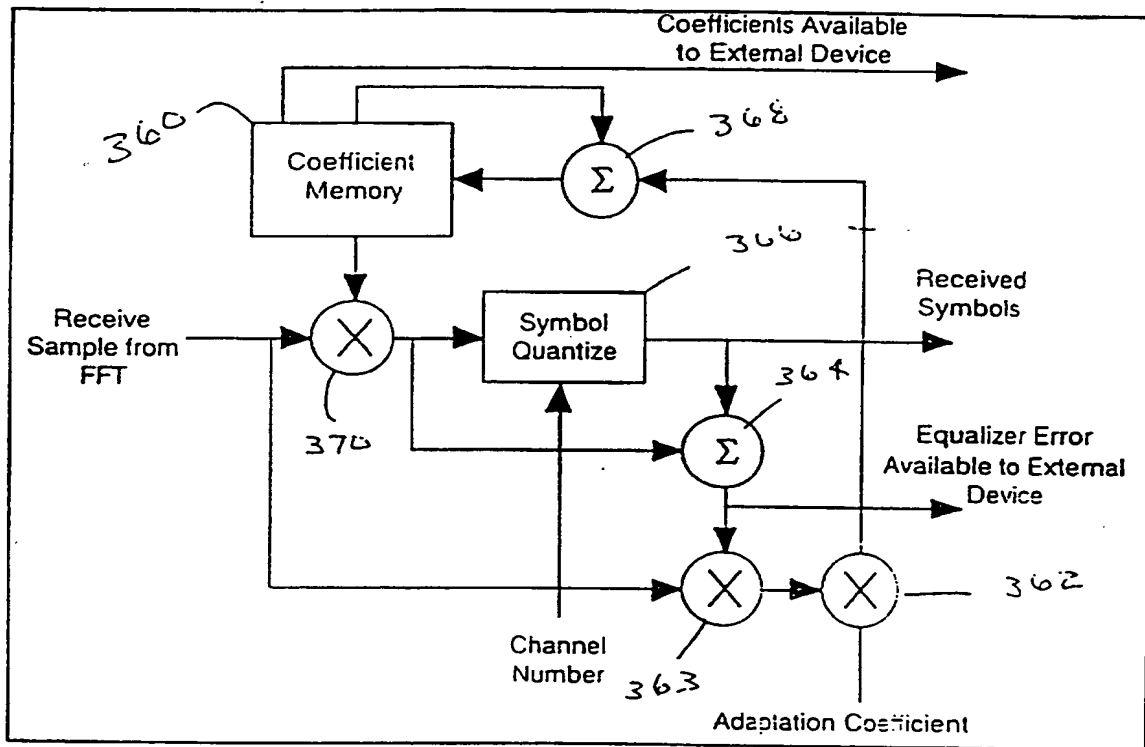 Coefficients Available
to External Device
360
368
Coefficient
Memory
Σ
366
Receive
Sample from
FFT
Symbol
Quantize
Received
Symbols
370
364
Σ
Equalizer Error
Available to External
Device
Channel
Number
363
362
Adaptation Coefficient